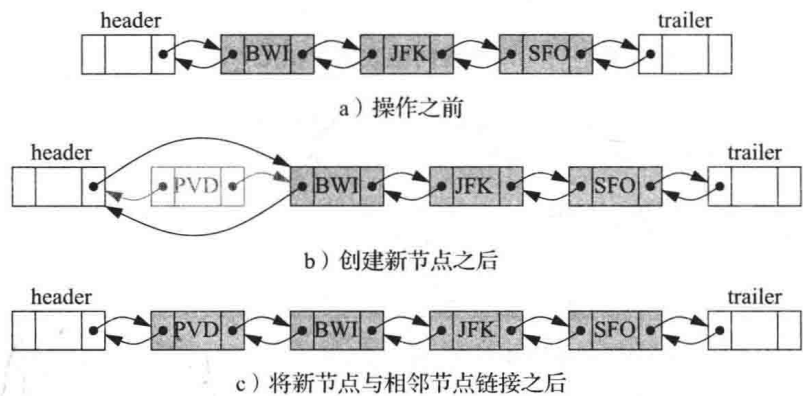 header trailer
BWI JFK SFO
a）操作之前
header trailer
PVD BWI JFK SFO
b）创建新节点之后
header trailer
PVD BWI JFK SFO
c）将新节点与相邻节点链接之后